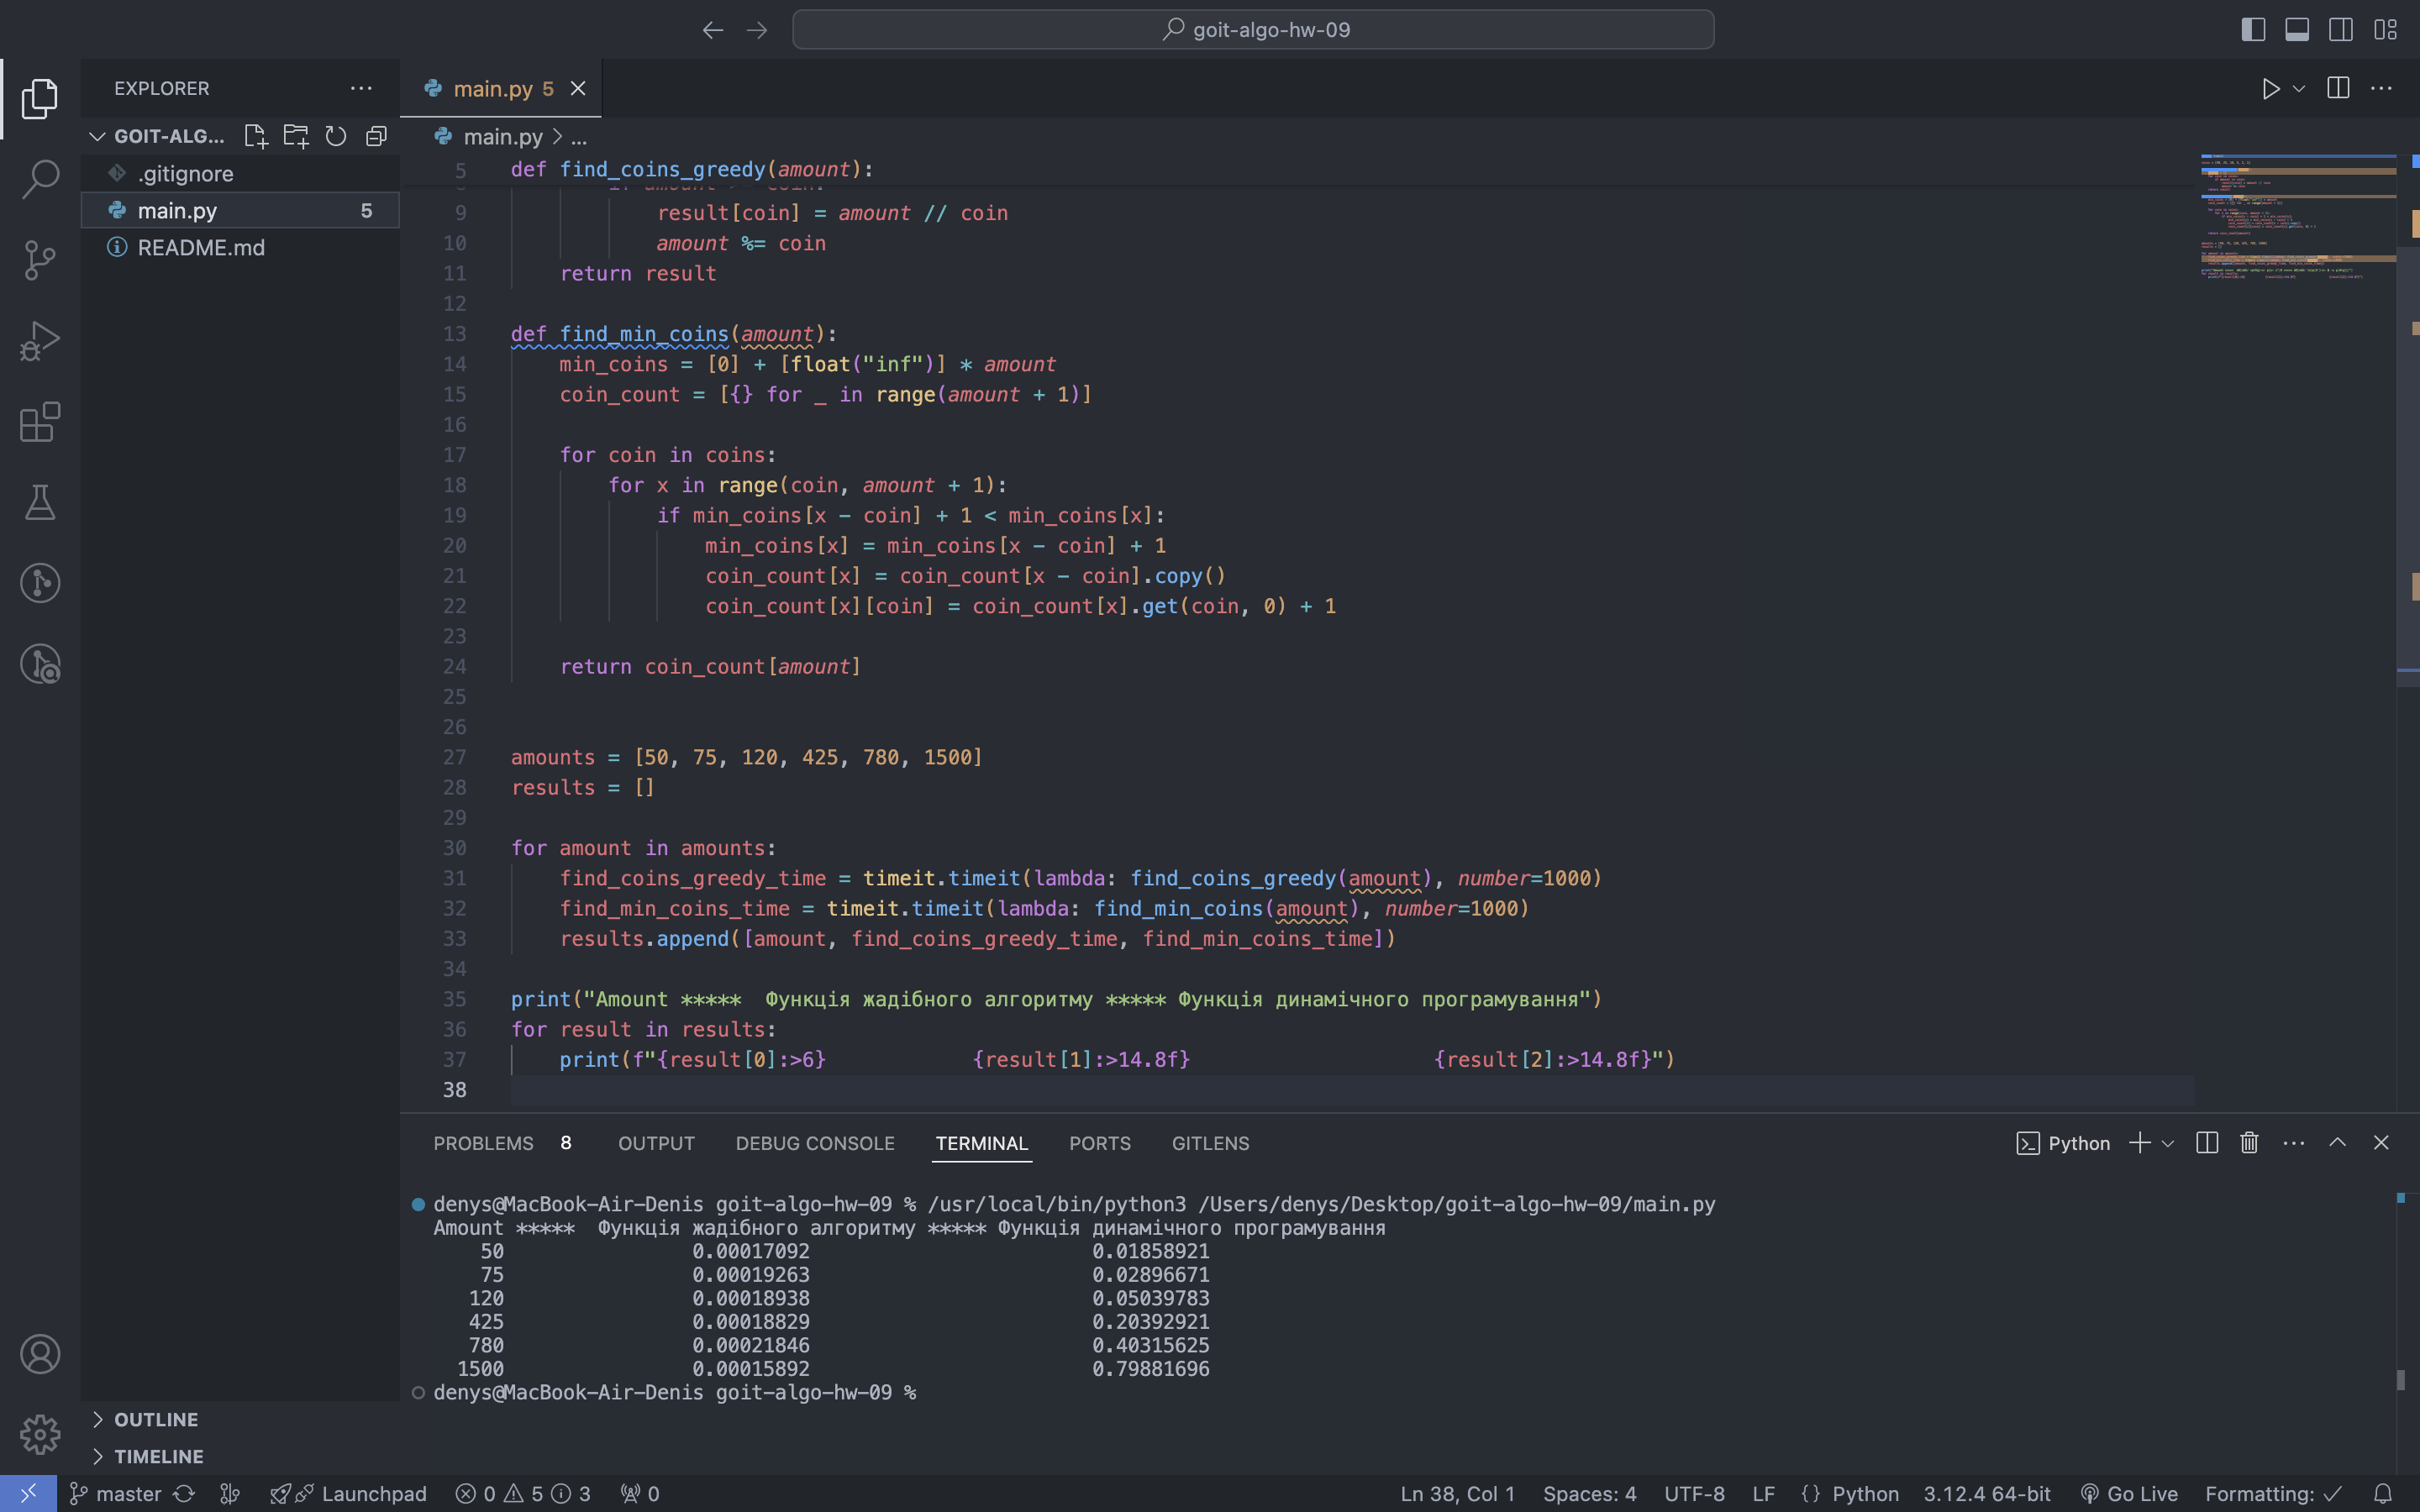 goit-algo-hw-09
EXPLORER
main.py 5
GOIT-ALG...
.gitignore
main.py 5
README.md
OUTLINE
TIMELINE
main.py > ...
5 def find_coins_greedy(amount):
9 result[coin] = amount // coin
10 amount %= coin
11 return result
12
13 def find_min_coins(amount):
14 min_coins = [0] + [float("inf")] * amount
15 coin_count = [{} for _ in range(amount + 1)]
16
17 for coin in coins:
18 for x in range(coin, amount + 1):
19 if min_coins[x - coin] + 1 < min_coins[x]:
20 min_coins[x] = min_coins[x - coin] + 1
21 coin_count[x] = coin_count[x - coin].copy()
22 coin_count[x][coin] = coin_count[x].get(coin, 0) + 1
23
24 return coin_count[amount]
25
26
27 amounts = [50, 75, 120, 425, 780, 1500]
28 results = []
29
30 for amount in amounts:
31 find_coins_greedy_time = timeit.timeit(lambda: find_coins_greedy(amount), number=1000)
32 find_min_coins_time = timeit.timeit(lambda: find_min_coins(amount), number=1000)
33 results.append([amount, find_coins_greedy_time, find_min_coins_time])
34
35 print("Amount *****  Функція жадібного алгоритму ***** Функція динамічного програмування")
36 for result in results:
37 print(f"{result[0]:>6}            {result[1]:>14.8f}                    {result[2]:>14.8f}")
38
PROBLEMS 8 OUTPUT DEBUG CONSOLE TERMINAL PORTS GITLENS Python
denys@MacBook-Air-Denis goit-algo-hw-09 % /usr/local/bin/python3 /Users/denys/Desktop/goit-algo-hw-09/main.py
Amount *****  Функція жадібного алгоритму ***** Функція динамічного програмування
50 0.00017092 0.01858921
75 0.00019263 0.02896671
120 0.00018938 0.05039783
425 0.00018829 0.20392921
780 0.00021846 0.40315625
1500 0.00015892 0.79881696
denys@MacBook-Air-Denis goit-algo-hw-09 %
master Launchpad 0 5 3 0 Ln 38, Col 1 Spaces: 4 UTF-8 LF {} Python 3.12.4 64-bit Go Live Formatting: ✓